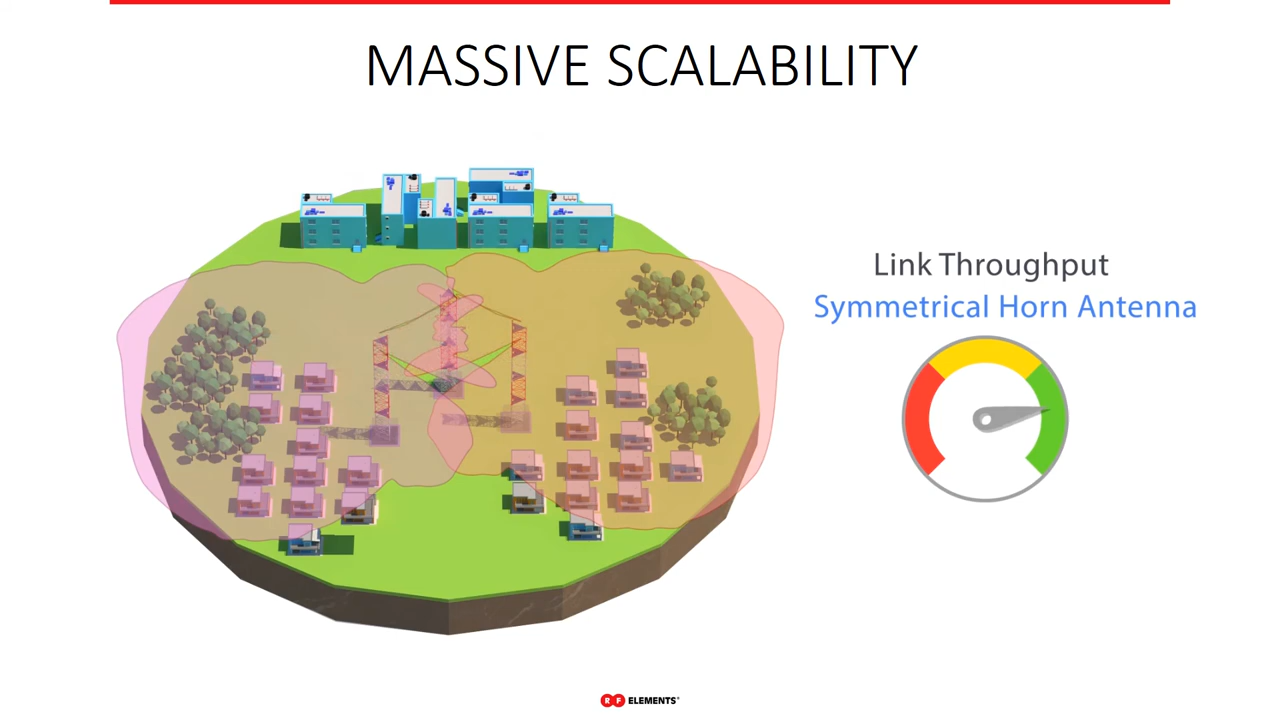 MASSIVE SCALABILITY
Link Throughput
Symmetrical Horn Antenna
RF ELEMENTS®